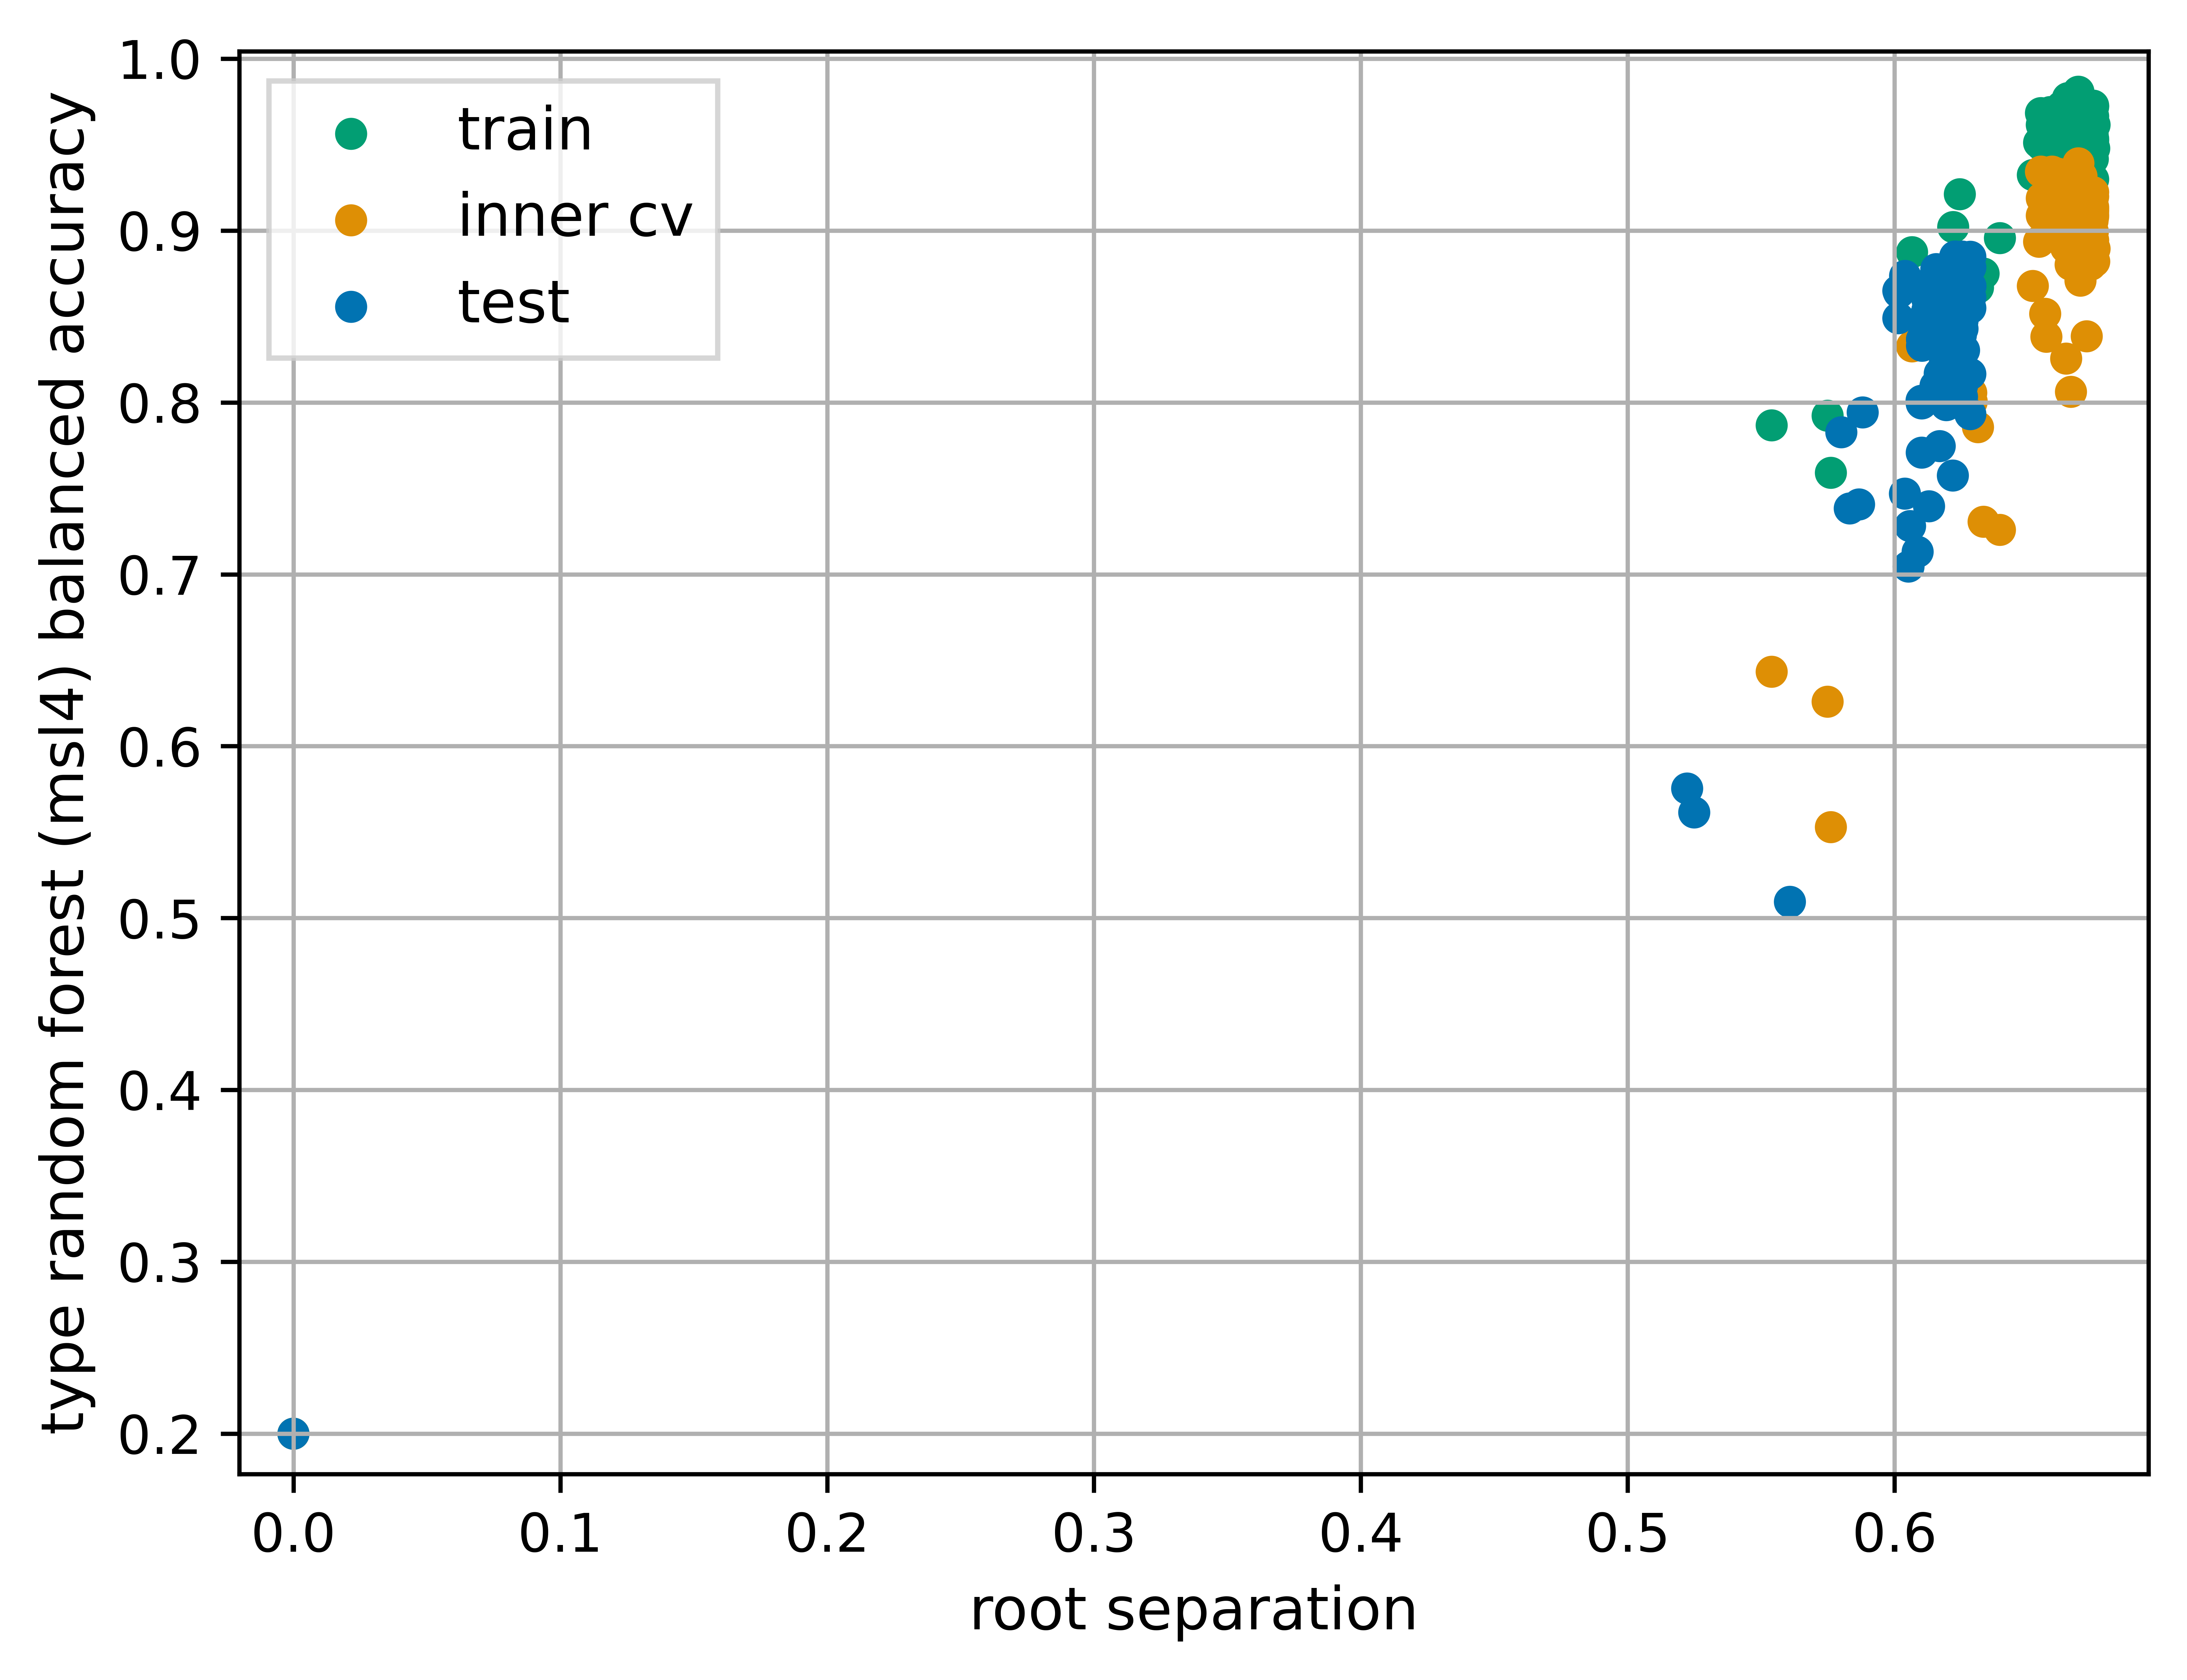 train
inner cv
test
type random forest (msl4) balanced accuracy
1.0
0.9
0.8
0.7
0.6
0.5
0.4
0.3
0.2
0.0 0.1 0.2 0.3 0.4 0.5 0.6
root separation